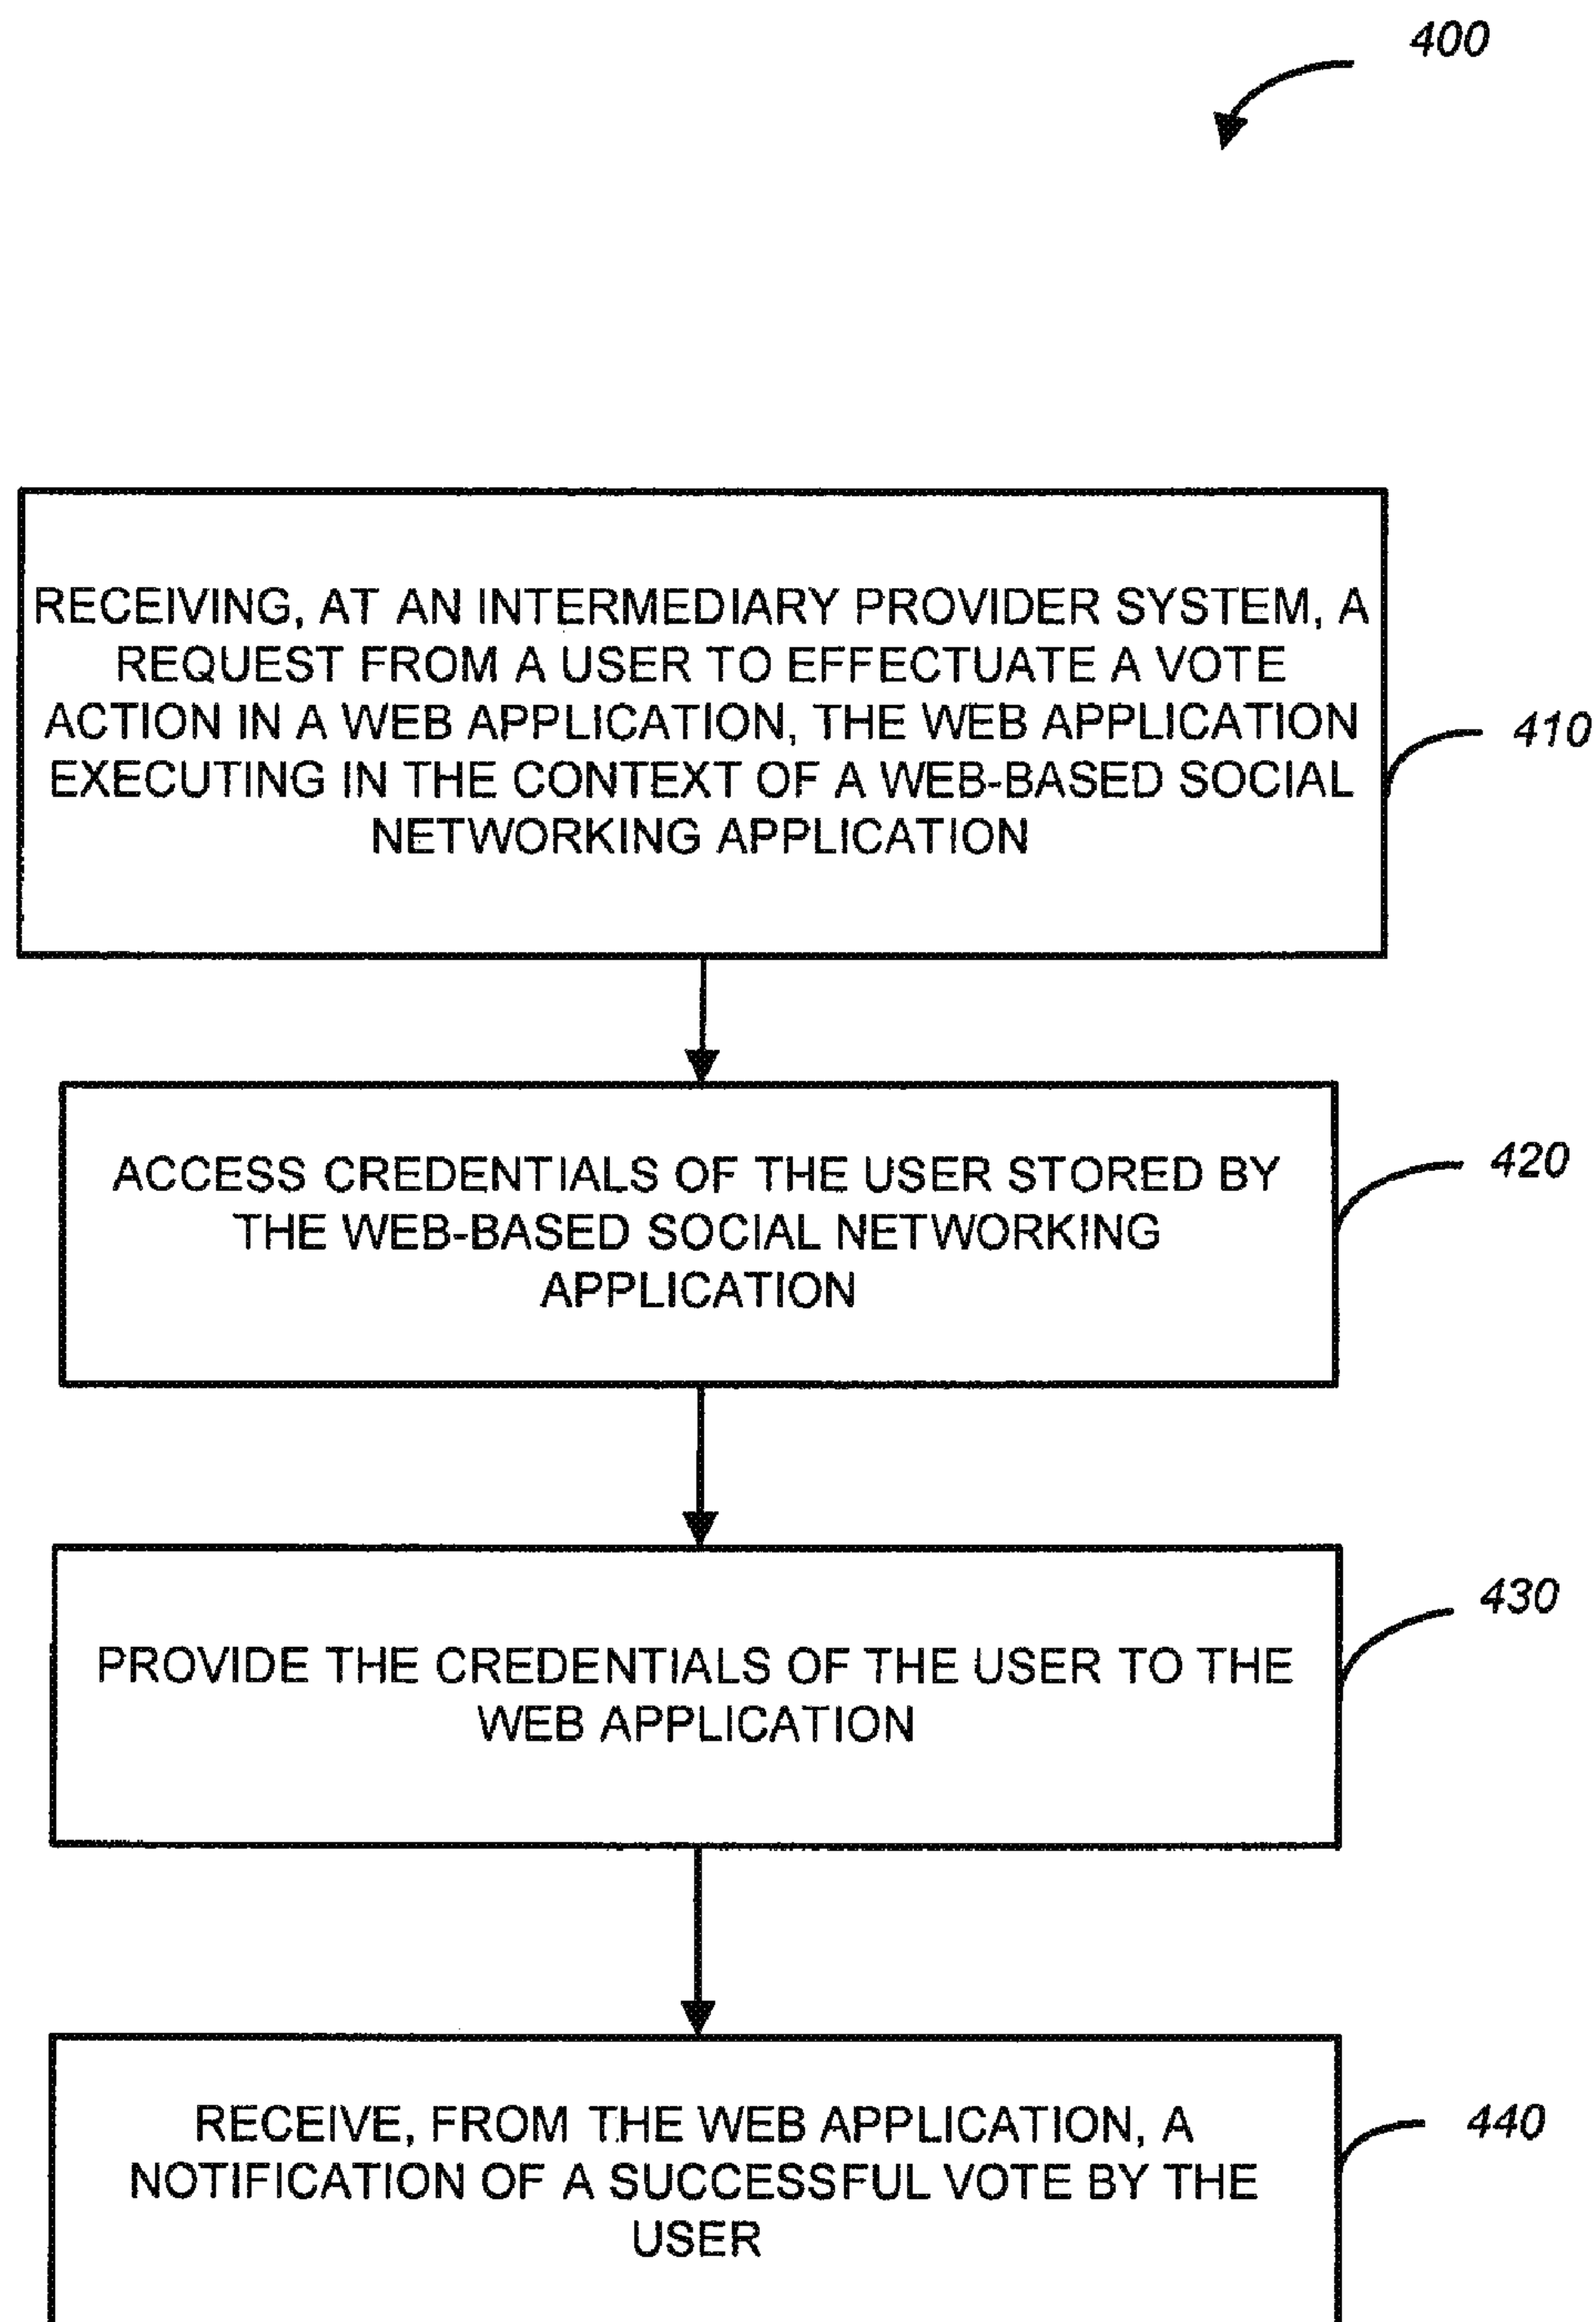 400
RECEIVING, AT AN INTERMEDIARY PROVIDER SYSTEM, A
REQUEST FROM A USER TO EFFECTUATE A VOTE
ACTION IN A WEB APPLICATION, THE WEB APPLICATION
EXECUTING IN THE CONTEXT OF A WEB-BASED SOCIAL
NETWORKING APPLICATION
410
ACCESS CREDENTIALS OF THE USER STORED BY
THE WEB-BASED SOCIAL NETWORKING
APPLICATION
420
PROVIDE THE CREDENTIALS OF THE USER TO THE
WEB APPLICATION
430
RECEIVE, FROM THE WEB APPLICATION, A
NOTIFICATION OF A SUCCESSFUL VOTE BY THE
USER
440